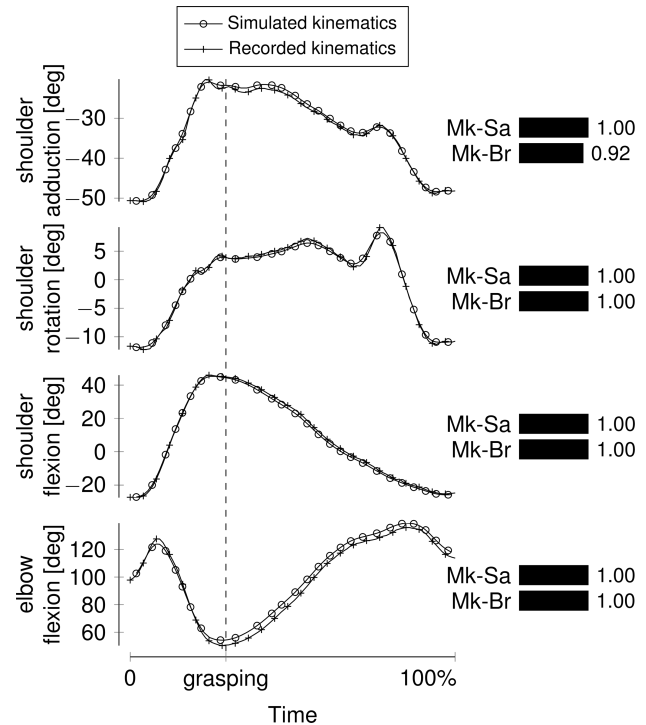 Simulated kinematics
Recorded kinematics
shoulder
adduction [deg]
−30
−40
−50
Mk-Sa 1.00
Mk-Br 0.92
shoulder
rotation [deg]
5
0
−5
−10
Mk-Sa 1.00
Mk-Br 1.00
shoulder
flexion [deg]
40
20
0
−20
Mk-Sa 1.00
Mk-Br 1.00
elbow
flexion [deg]
120
100
80
60
Mk-Sa 1.00
Mk-Br 1.00
0 grasping 100%
Time